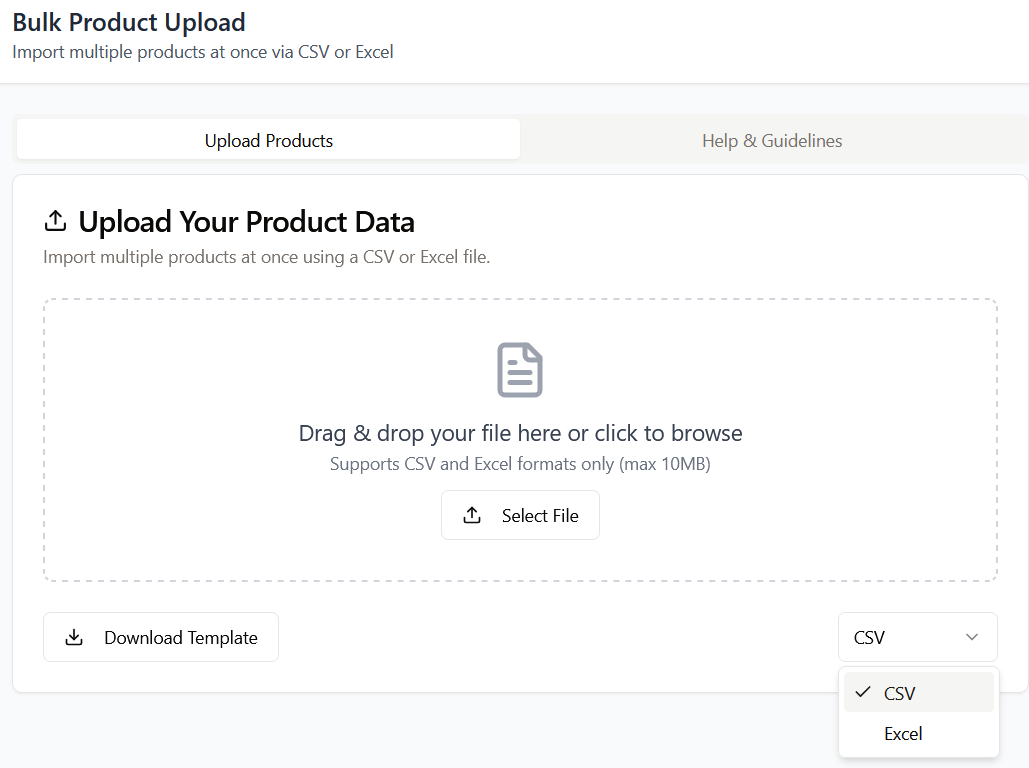 Bulk Product Upload
Import multiple products at once via CSV or Excel
Upload Products
Help & Guidelines
Upload Your Product Data
Import multiple products at once using a CSV or Excel file.
Drag & drop your file here or click to browse
Supports CSV and Excel formats only (max 10MB)
Select File
Download Template
CSV
CSV
Excel